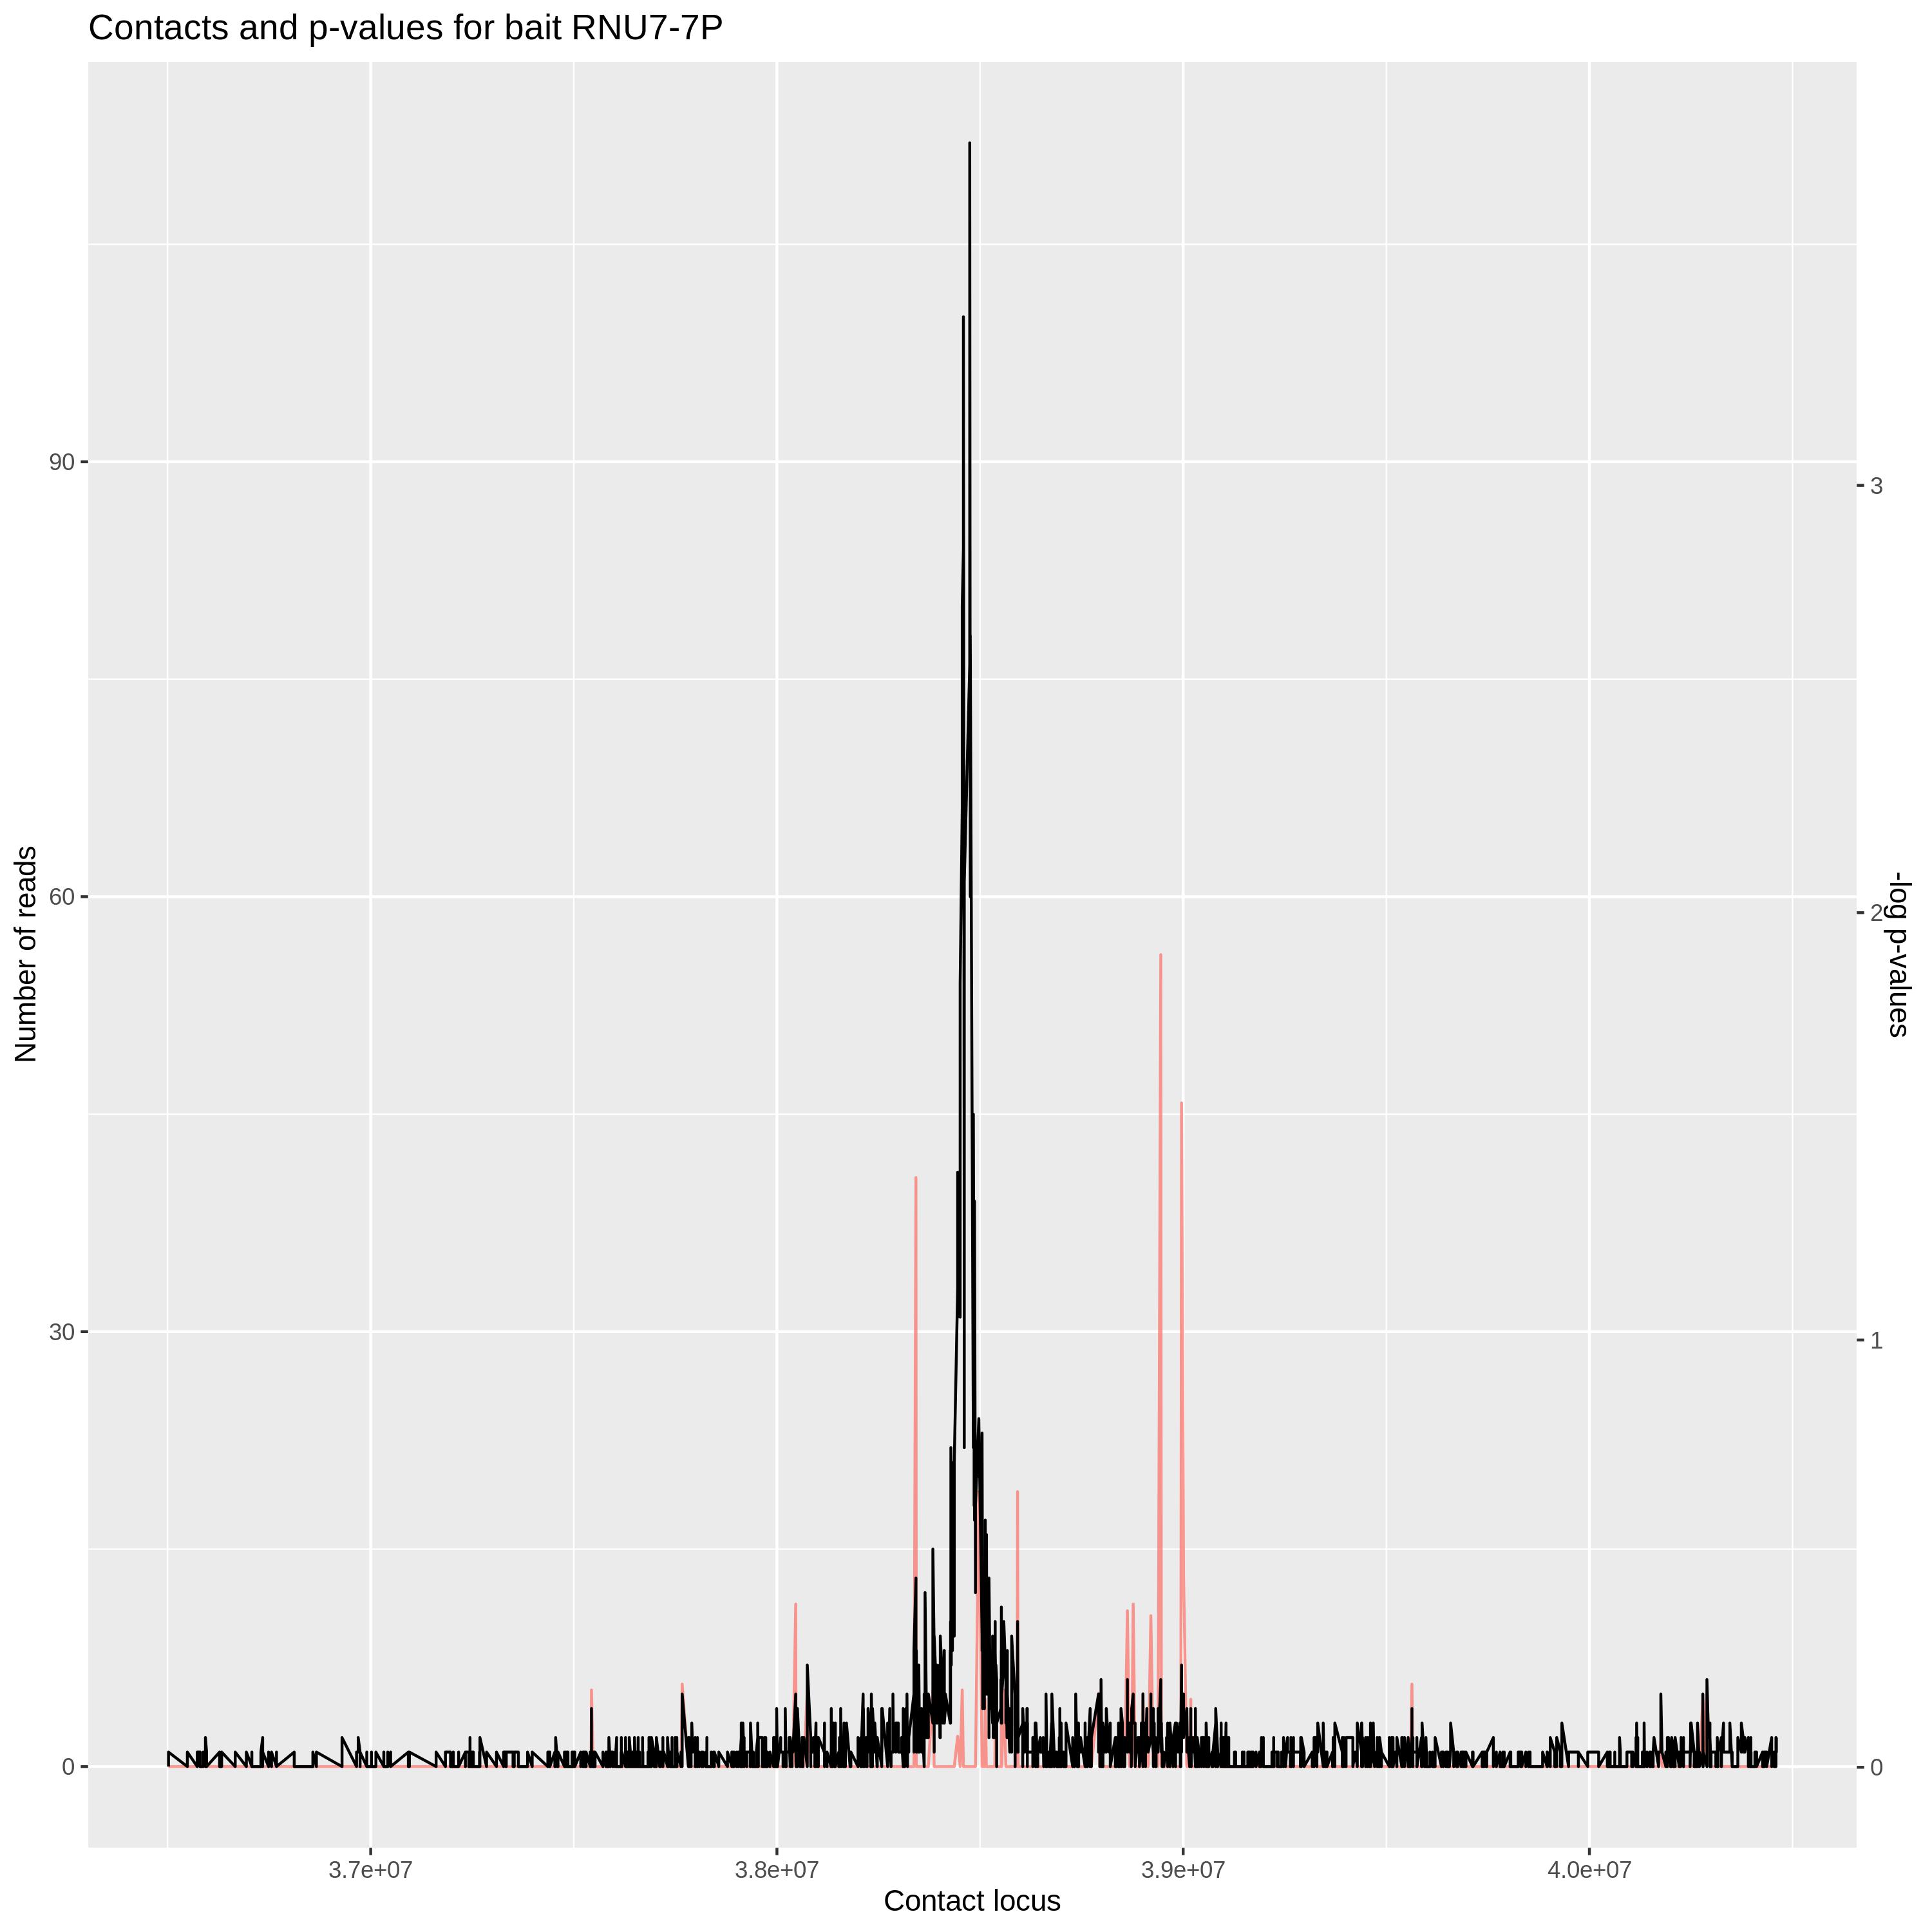 Contacts and p-values for bait RNU7-7P
90
60
30
0
Number of reads
3
2
1
0
-log p-values
3.7e+07
3.8e+07
3.9e+07
4.0e+07
Contact locus